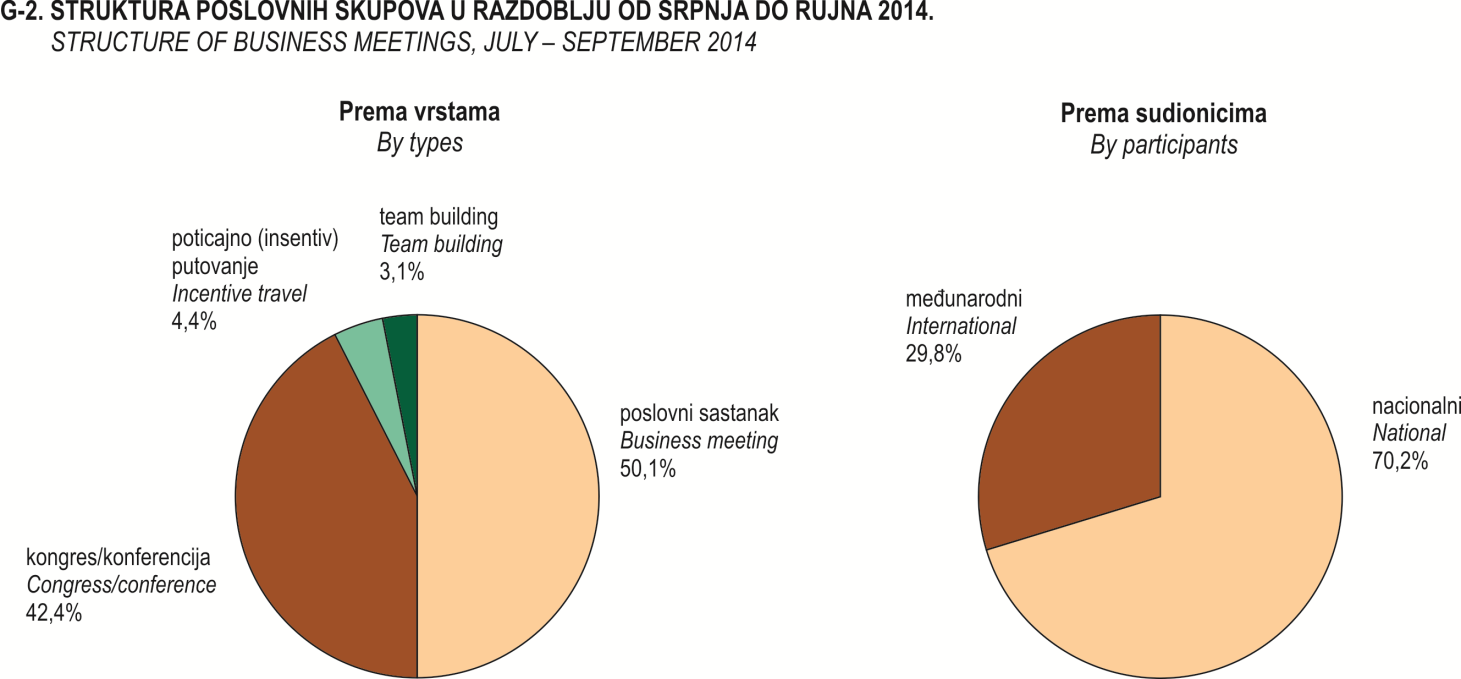 G-2. STRUKTURA POSLOVNIH SKUPOVA U RAZDOBLJU OD SRPNJA DO RUJNA 2014.
STRUCTURE OF BUSINESS MEETINGS, JULY – SEPTEMBER 2014
Prema vrstama
By types
team building
Team building
3,1%
poticajno (insentiv)
putovanje
Incentive travel
4,4%
poslovni sastanak
Business meeting
50,1%
kongres/konferencija
Congress/conference
42,4%
Prema sudionicima
By participants
međunarodni
International
29,8%
nacionalni
National
70,2%